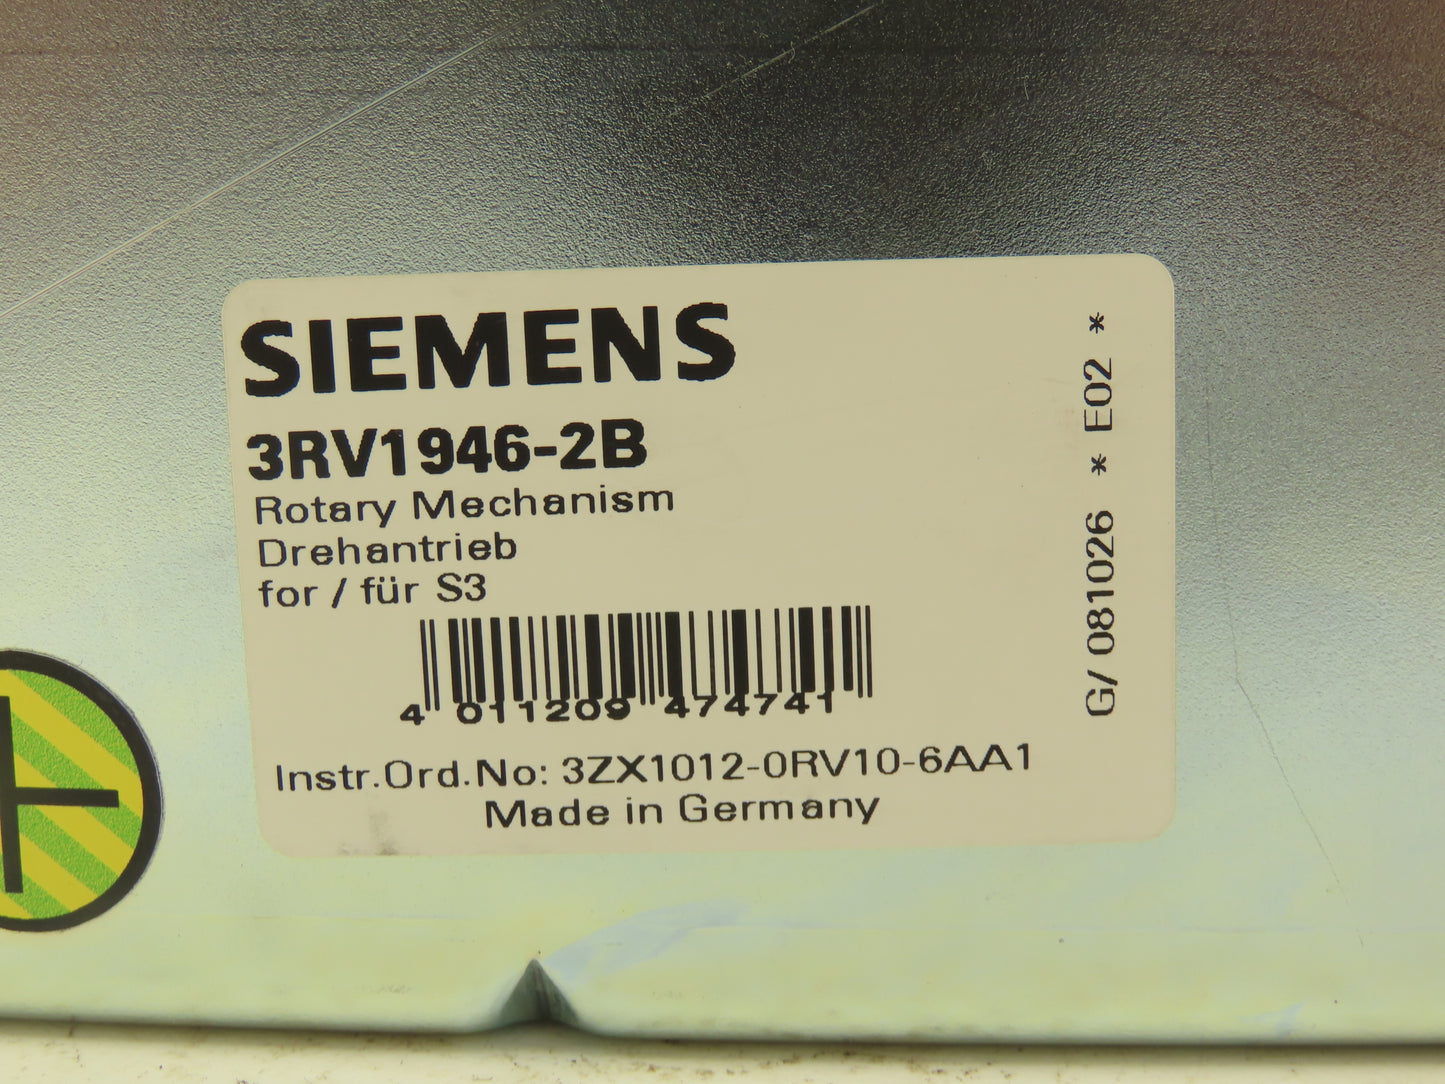 SIEMENS
3RV1946-2B
Rotary Mechanism
Drehantrieb
for / für S3
4 011209 474741
Instr.Ord.No: 3ZX1012-0RV10-6AA1
Made in Germany
G/ 081026 * E02 *